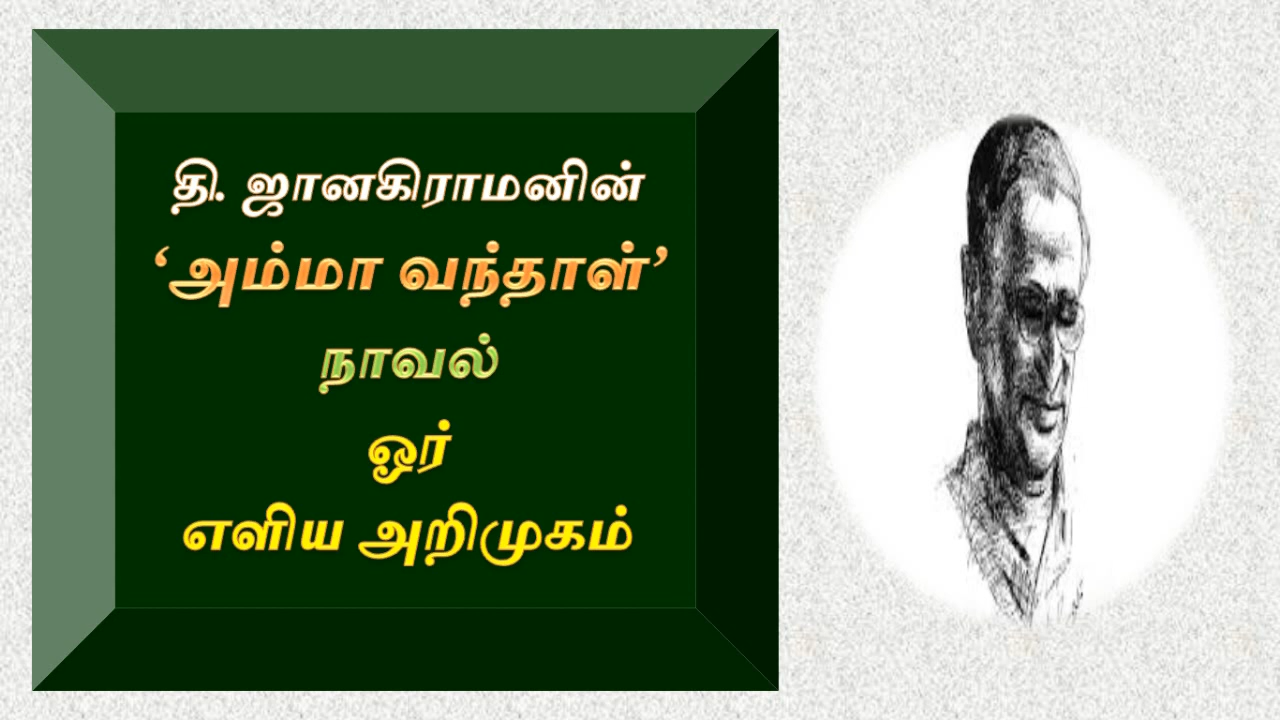 தி. ஜானகிராமனின்
‘அம்மா வந்தாள்’
நாவல்
ஓர்
எளிய அறிமுகம்